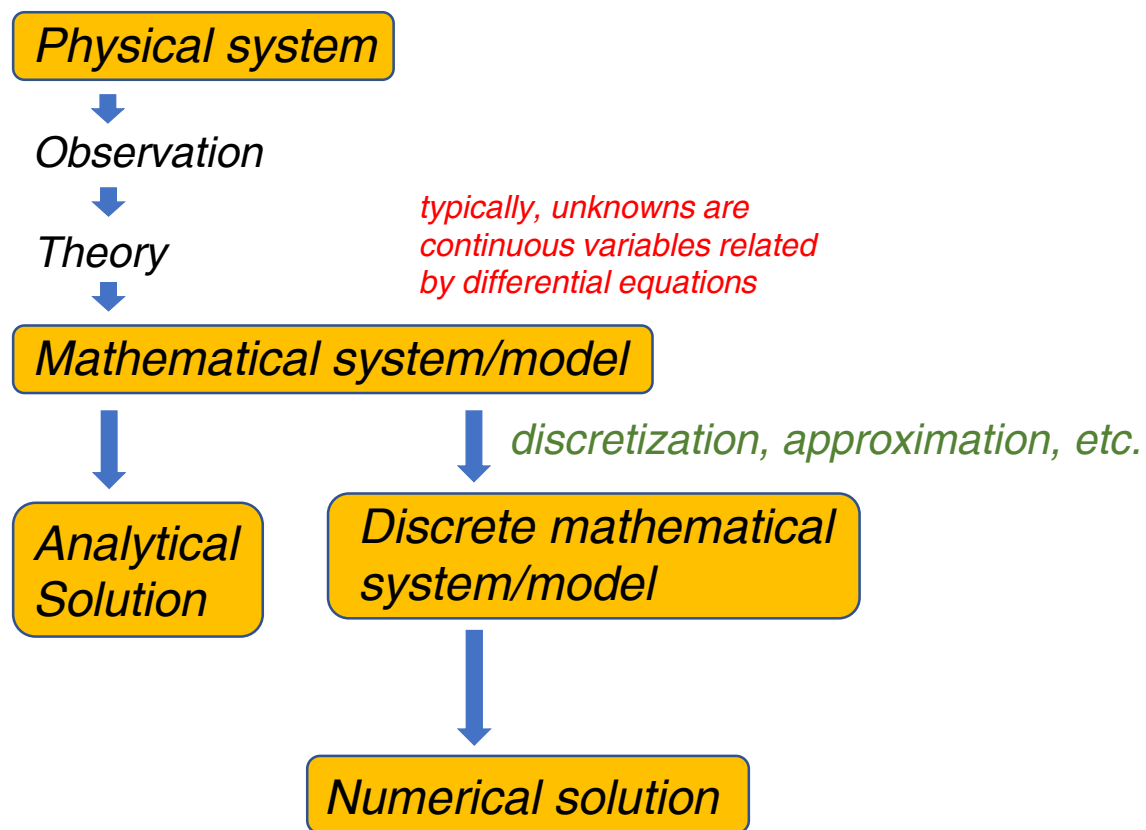 Physical system
Observation
Theory
typically, unknowns are
continuous variables related
by differential equations
Mathematical system/model
discretization, approximation, etc.
Analytical
Solution
Discrete mathematical
system/model
Numerical solution